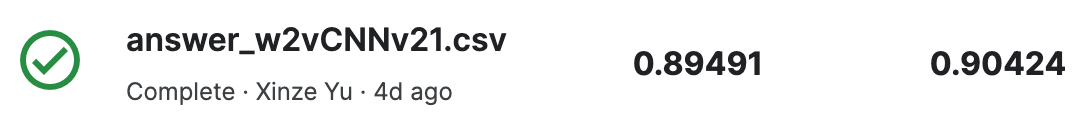 answer_w2vCNNv21.csv
0.89491
0.90424
Complete · Xinze Yu · 4d ago